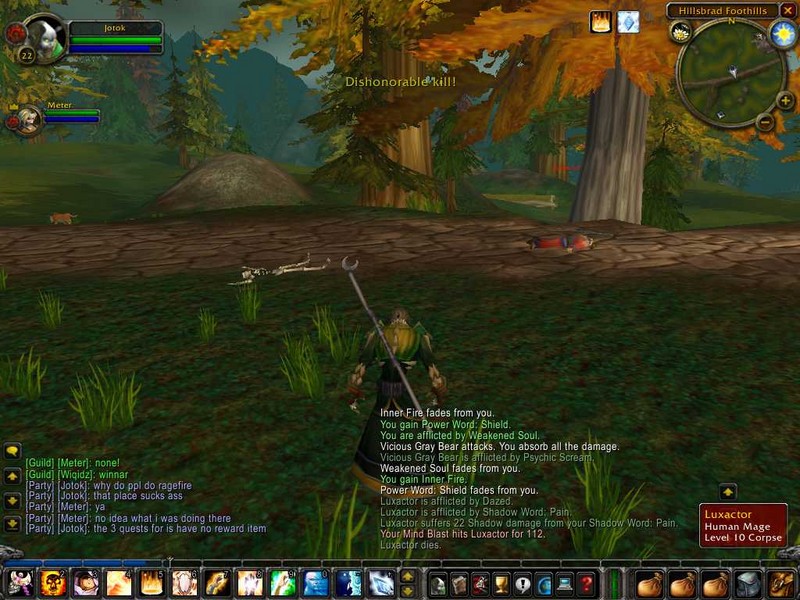 Jotok
22
Meter
Dishonorable kill!
Hillsbrad Foothills
N
Inner Fire fades from you.
You gain Power Word: Shield.
You are afflicted by Weakened Soul.
Vicious Gray Bear attacks. You absorb all the damage.
Vicious Gray Bear is afflicted by Psychic Scream.
Weakened Soul fades from you.
You gain Inner Fire.
Power Word: Shield fades from you.
Luxactor is afflicted by Dazed.
Luxactor is afflicted by Shadow Word: Pain.
Luxactor suffers 22 Shadow damage from your Shadow Word: Pain.
Your Mind Blast hits Luxactor for 112.
Luxactor dies.
[Guild] [Meter]: none!
[Guild] [Wiqidz]: winnar
[Party] [Jotok]: why do ppl do ragefire
[Party] [Jotok]: that place sucks ass
[Party] [Meter]: ya
[Party] [Meter]: no idea what i was doing there
[Party] [Jotok]: the 3 quests for is have no reward item
Luxactor
Human Mage
Level 10 Corpse